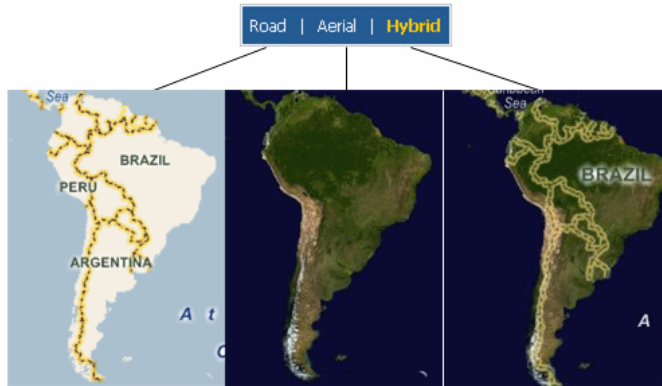 Road | Aerial | Hybrid
Sea
BRAZIL
PERU
ARGENTINA
A t
Sea
BRAZIL
A